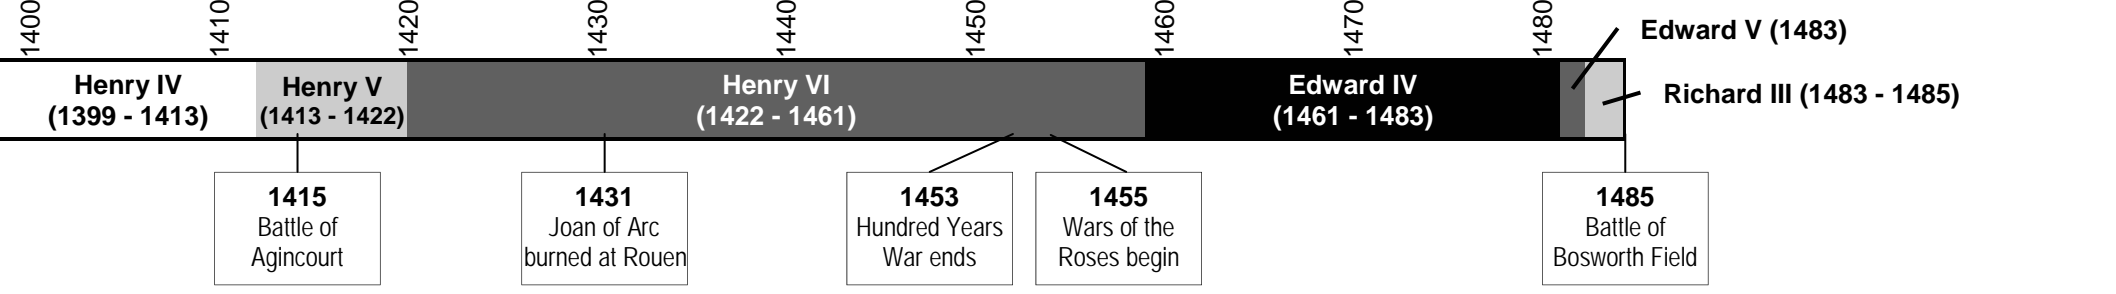 1400
1410
1420
1430
1440
1450
1460
1470
1480
Edward V (1483)
Henry IV
(1399 - 1413)
Henry V
(1413 - 1422)
Henry VI
(1422 - 1461)
Edward IV
(1461 - 1483)
Richard III (1483 - 1485)
1415
Battle of
Agincourt
1431
Joan of Arc
burned at Rouen
1453
Hundred Years
War ends
1455
Wars of the
Roses begin
1485
Battle of
Bosworth Field